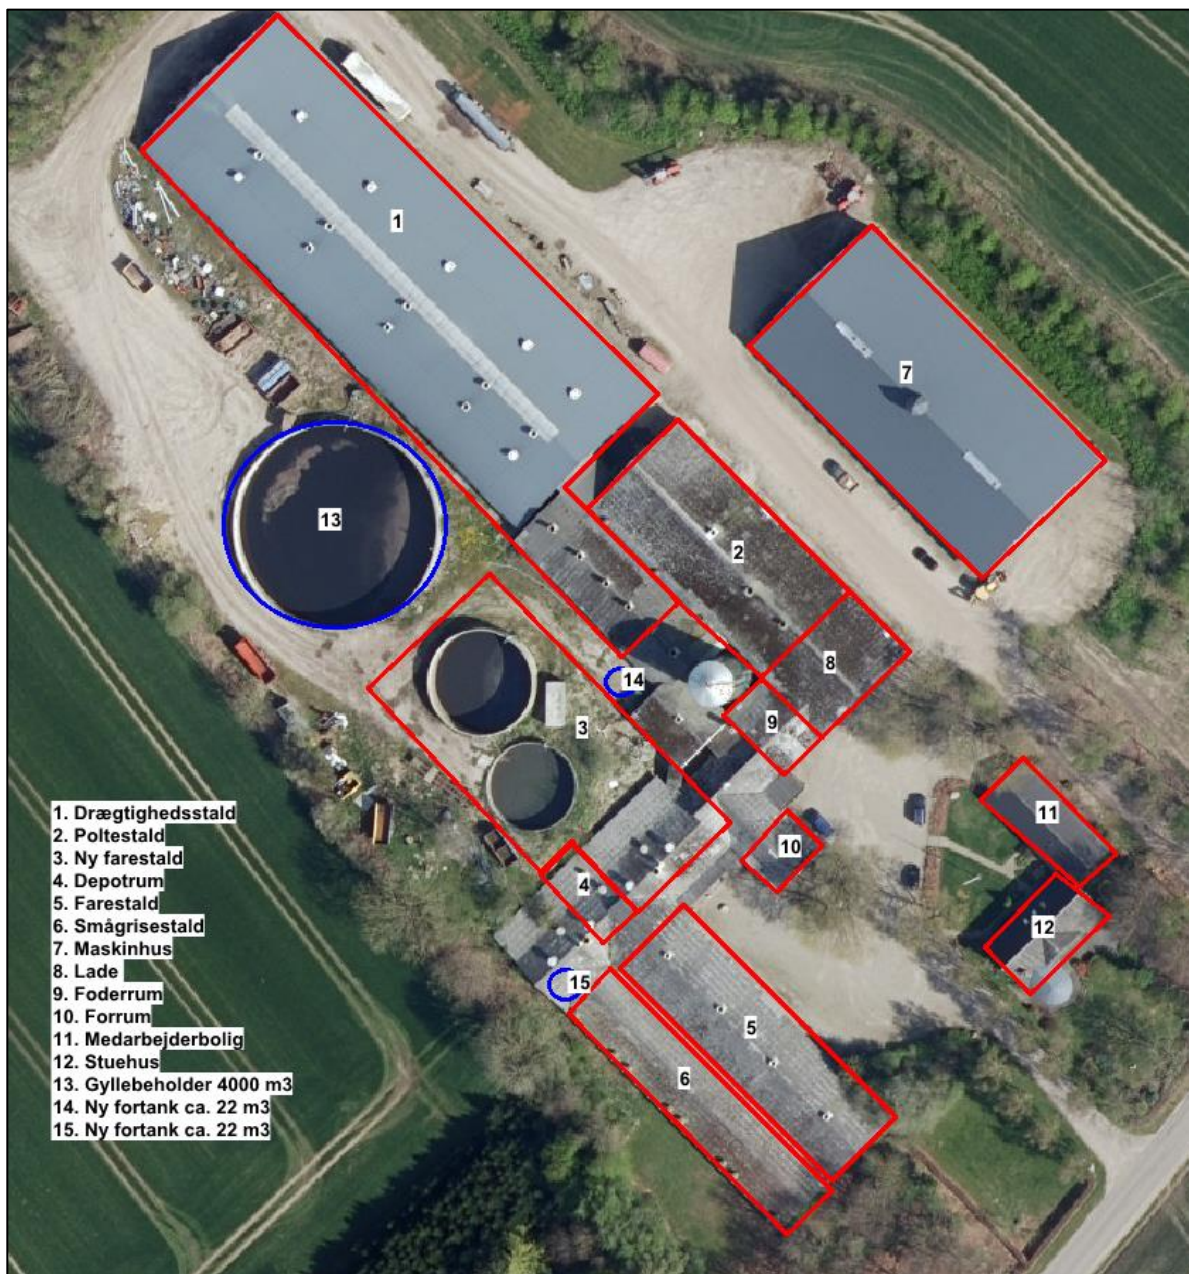 1
7
13
2
14
8
9
3
11
10
4
12
15
5
6
1. Drægtighedsstald
2. Poltestald
3. Ny farestald
4. Depotrum
5. Farestald
6. Smågrisestald
7. Maskinhus
8. Lade
9. Foderrum
10. Forrum
11. Medarbejderbolig
12. Stuehus
13. Gyllebeholder 4000 m3
14. Ny fortank ca. 22 m3
15. Ny fortank ca. 22 m3